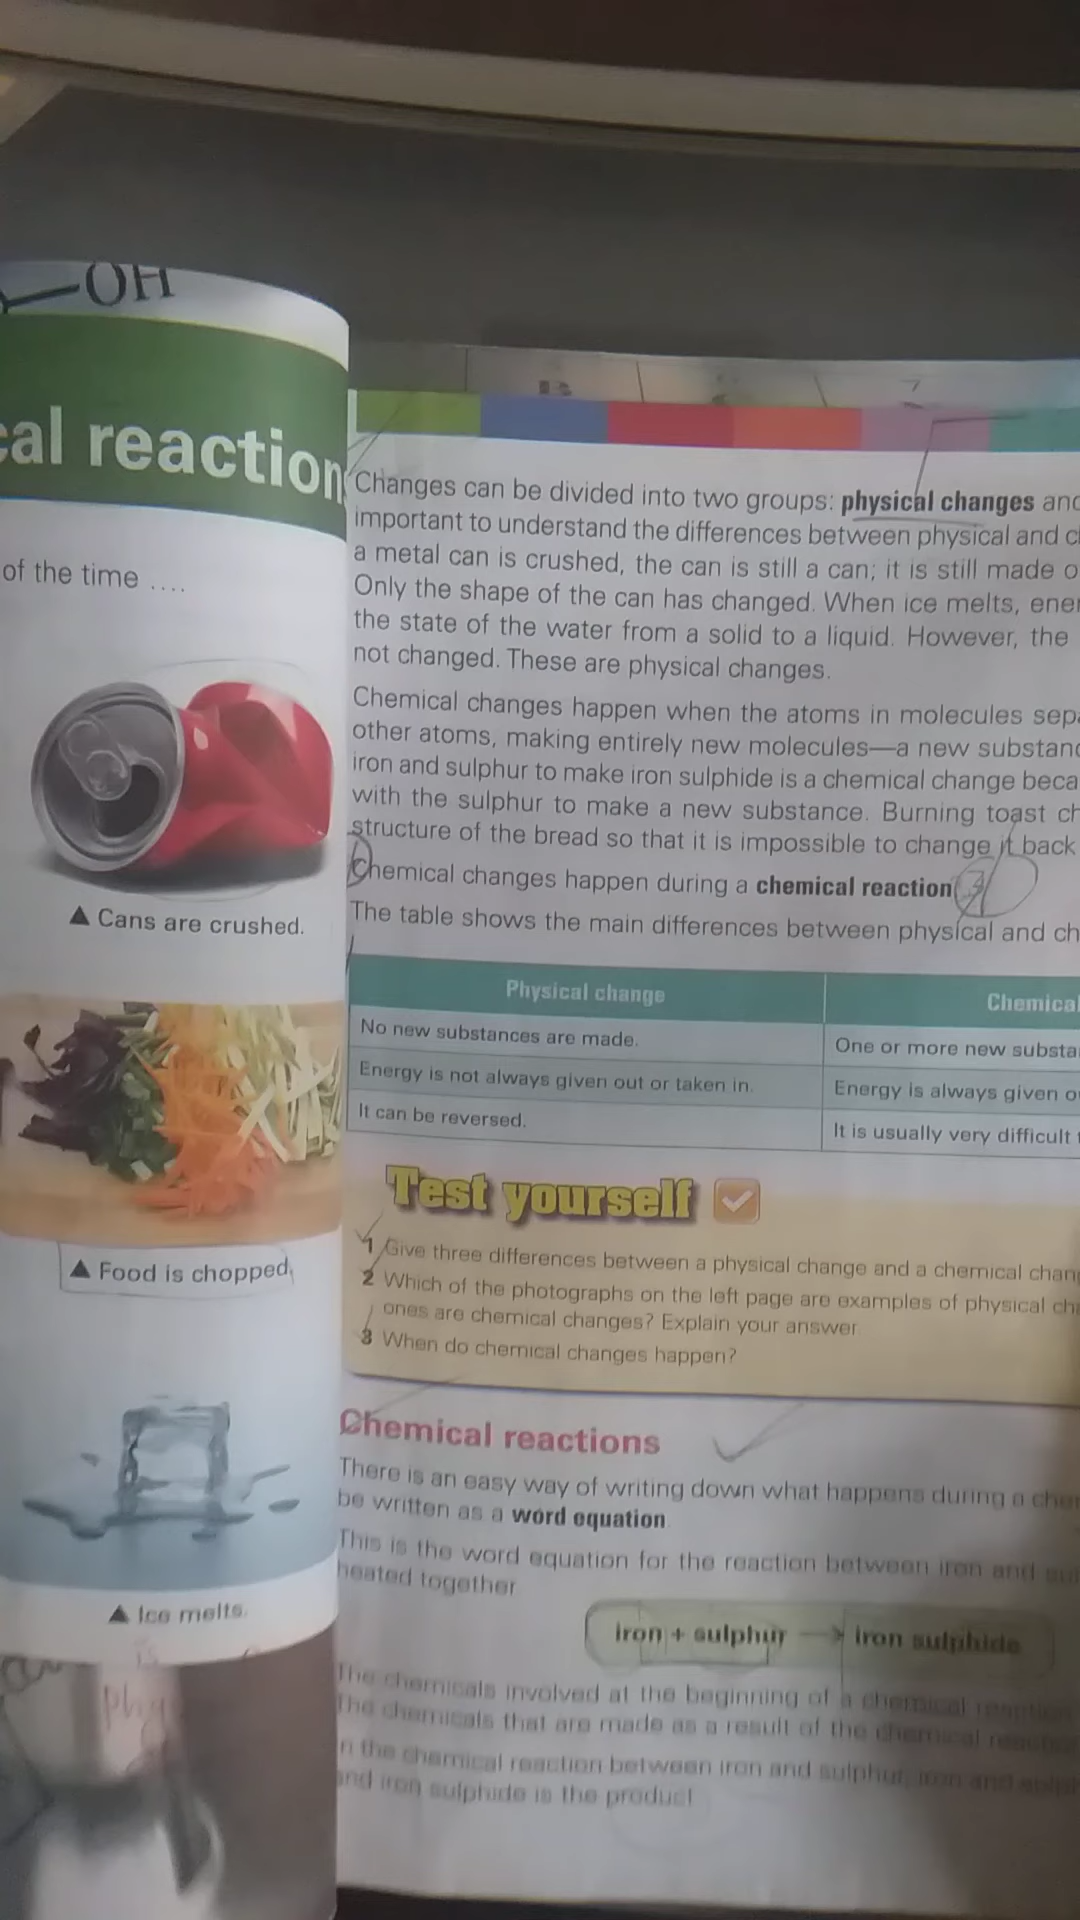 OH
cal reaction
of the time ....
▲ Cans are crushed.
▲ Food is chopped.
▲ Ice melts.
phy
Changes can be divided into two groups: physical changes and
important to understand the differences between physical and c
a metal can is crushed, the can is still a can; it is still made o
Only the shape of the can has changed. When ice melts, ener
the state of the water from a solid to a liquid. However, the
not changed. These are physical changes.
Chemical changes happen when the atoms in molecules sepa
other atoms, making entirely new molecules—a new substanc
iron and sulphur to make iron sulphide is a chemical change beca
with the sulphur to make a new substance. Burning toast ch
structure of the bread so that it is impossible to change it back
Chemical changes happen during a chemical reaction
The table shows the main differences between physical and ch
Physical change Chemical
No new substances are made. One or more new substa
Energy is not always given out or taken in. Energy is always given o
It can be reversed. It is usually very difficult t
Test yourself
1 Give three differences between a physical change and a chemical chan
2 Which of the photographs on the left page are examples of physical cha
ones are chemical changes? Explain your answer
3 When do chemical changes happen?
Chemical reactions
There is an easy way of writing down what happens during a che
be written as a word equation.
This is the word equation for the reaction between iron and su
heated together
iron + sulphur → iron sulphide
The chemicals involved at the beginning of a chemical reaction
The chemicals that are made as a result of the chemical reaction
n the chemical reaction between iron and sulphur, iron and sulph
and iron sulphide is the product